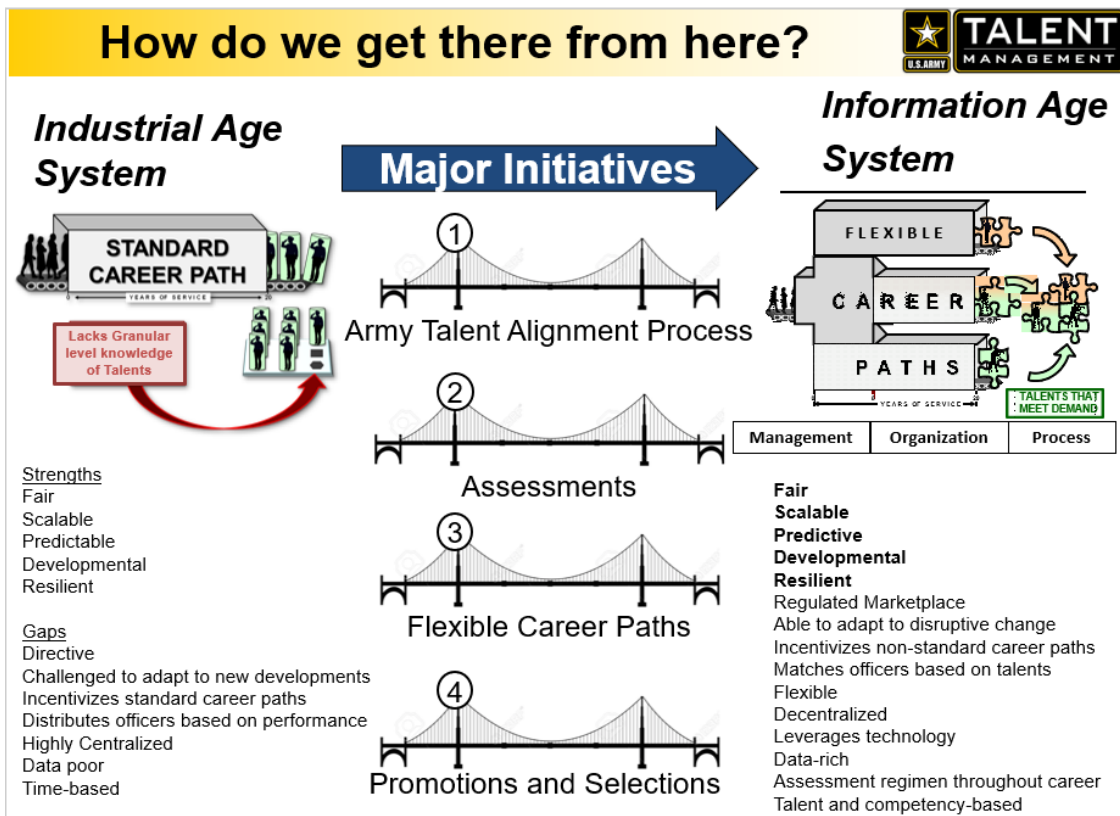 How do we get there from here?
U.S.ARMY
TALENT
MANAGEMENT
Industrial Age
System
STANDARD
CAREER PATH
0 YEARS OF SERVICE 20
Lacks Granular
level knowledge
of Talents
Strengths
Fair
Scalable
Predictable
Developmental
Resilient
Gaps
Directive
Challenged to adapt to new developments
Incentivizes standard career paths
Distributes officers based on performance
Highly Centralized
Data poor
Time-based
Major Initiatives
1
Army Talent Alignment Process
2
Assessments
3
Flexible Career Paths
4
Promotions and Selections
Information Age
System
FLEXIBLE
CAREER
PATHS
YEARS OF SERVICE
TALENTS THAT
MEET DEMAND
Management Organization Process
Fair
Scalable
Predictive
Developmental
Resilient
Regulated Marketplace
Able to adapt to disruptive change
Incentivizes non-standard career paths
Matches officers based on talents
Flexible
Decentralized
Leverages technology
Data-rich
Assessment regimen throughout career
Talent and competency-based